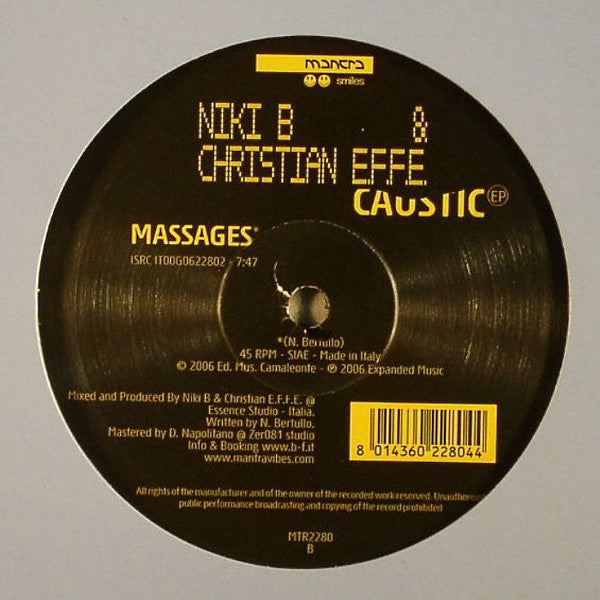 mantra
smiles
NIKI B &
CHRISTIAN E.F.F.E.
CAUSTIC EP
MASSAGES*
ISRC IT00G0622802 - 7:47
*(N. Bertullo)
45 RPM - SIAE - Made in Italy
© 2006 Ed. Mus. Camaleonte - ℗ 2006 Expanded Music
Mixed and Produced By Niki B & Christian E.F.F.E. @
Essence Studio - Italia.
Written by N. Bertullo.
Mastered by D. Napolitano @ Zer081 studio
Info & Booking www.b-f.it
www.mantravibes.com
8 014360 228044
All rights of the manufacturer and of the owner of the recorded work reserved. Unauthorised
public performance broadcasting and copying of the record prohibited
MTR2280
B